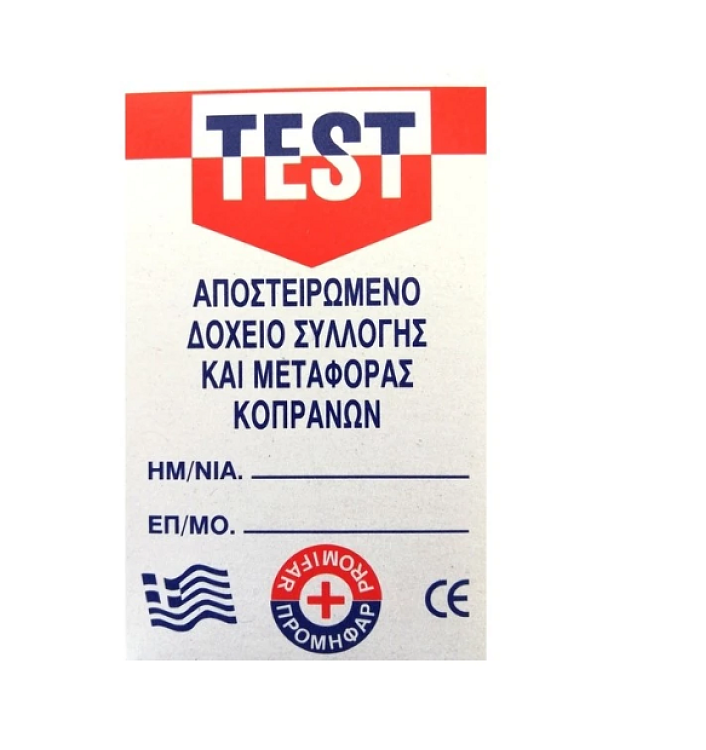 TEST
ΑΠΟΣΤΕΙΡΩΜΕΝΟ
ΔΟΧΕΙΟ ΣΥΛΛΟΓΗΣ
ΚΑΙ ΜΕΤΑΦΟΡΑΣ
ΚΟΠΡΑΝΩΝ
ΗΜ/ΝΙΑ.
ΕΠ/ΜΟ.
PROMIFAR
ΠΡΟΜΗΦΑΡ
CE